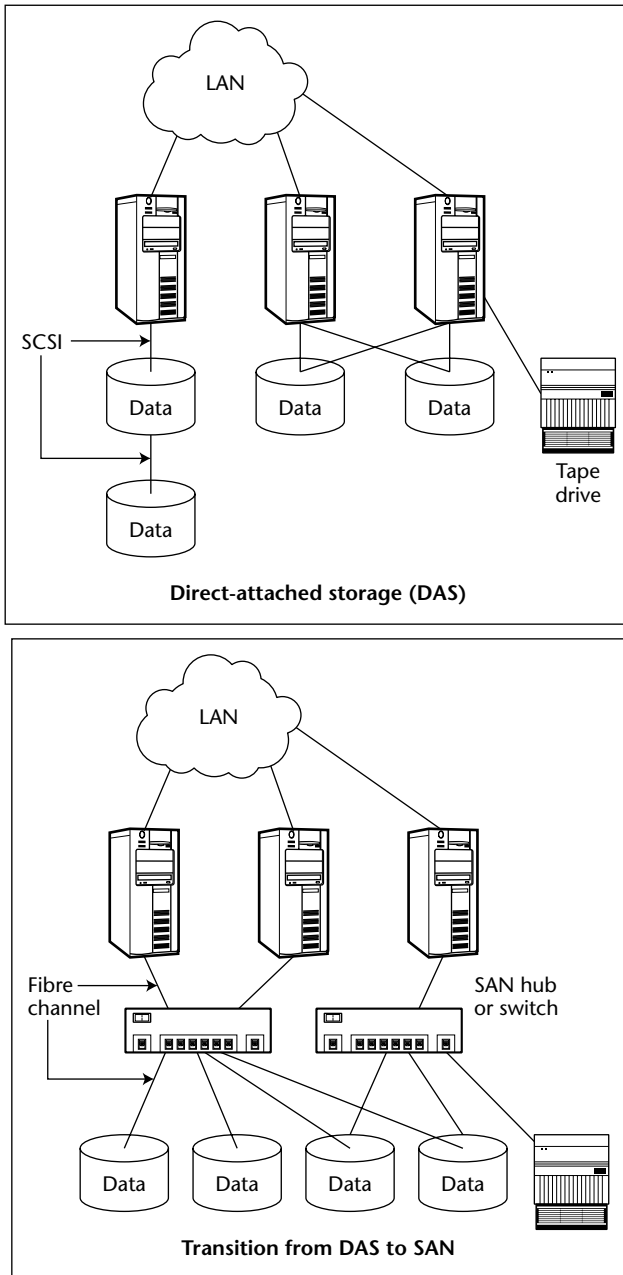 LAN
SCSI
Data
Data
Data
Data
Tape
drive
Direct-attached storage (DAS)
LAN
Fibre
channel
SAN hub
or switch
Data
Data
Data
Data
Transition from DAS to SAN